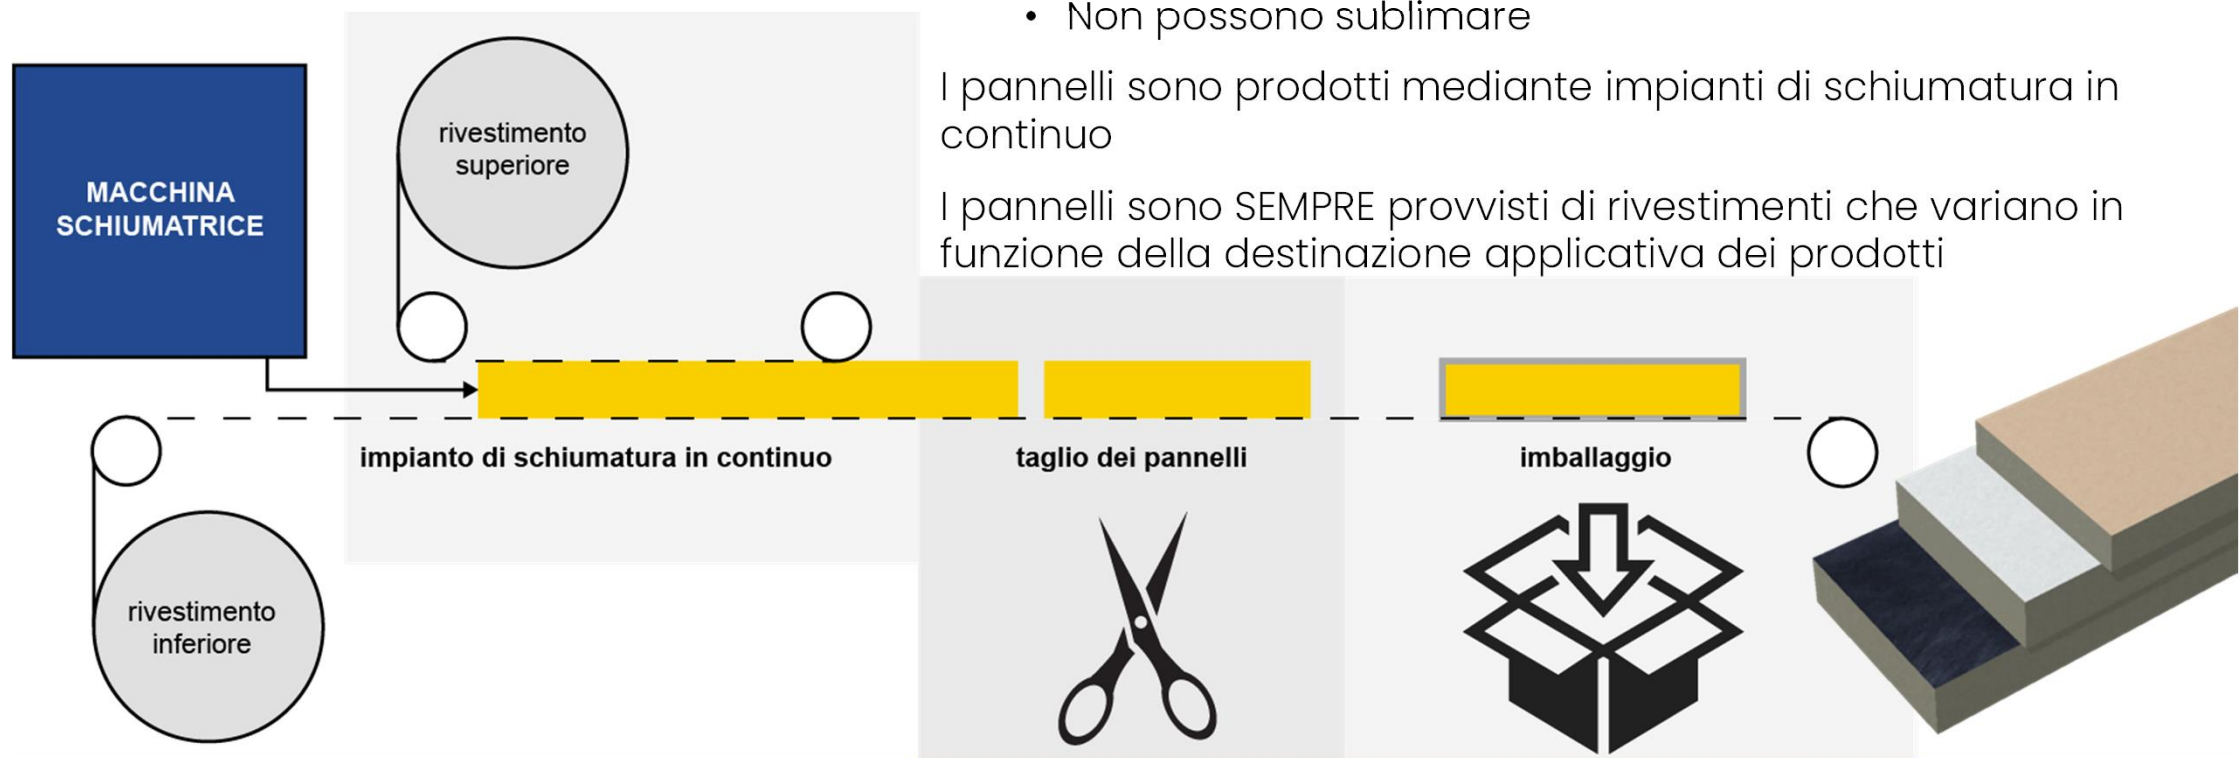 • Non possono sublimare
I pannelli sono prodotti mediante impianti di schiumatura in
continuo
I pannelli sono SEMPRE provvisti di rivestimenti che variano in
funzione della destinazione applicativa dei prodotti
MACCHINA
SCHIUMATRICE
rivestimento
superiore
impianto di schiumatura in continuo
taglio dei pannelli
imballaggio
rivestimento
inferiore